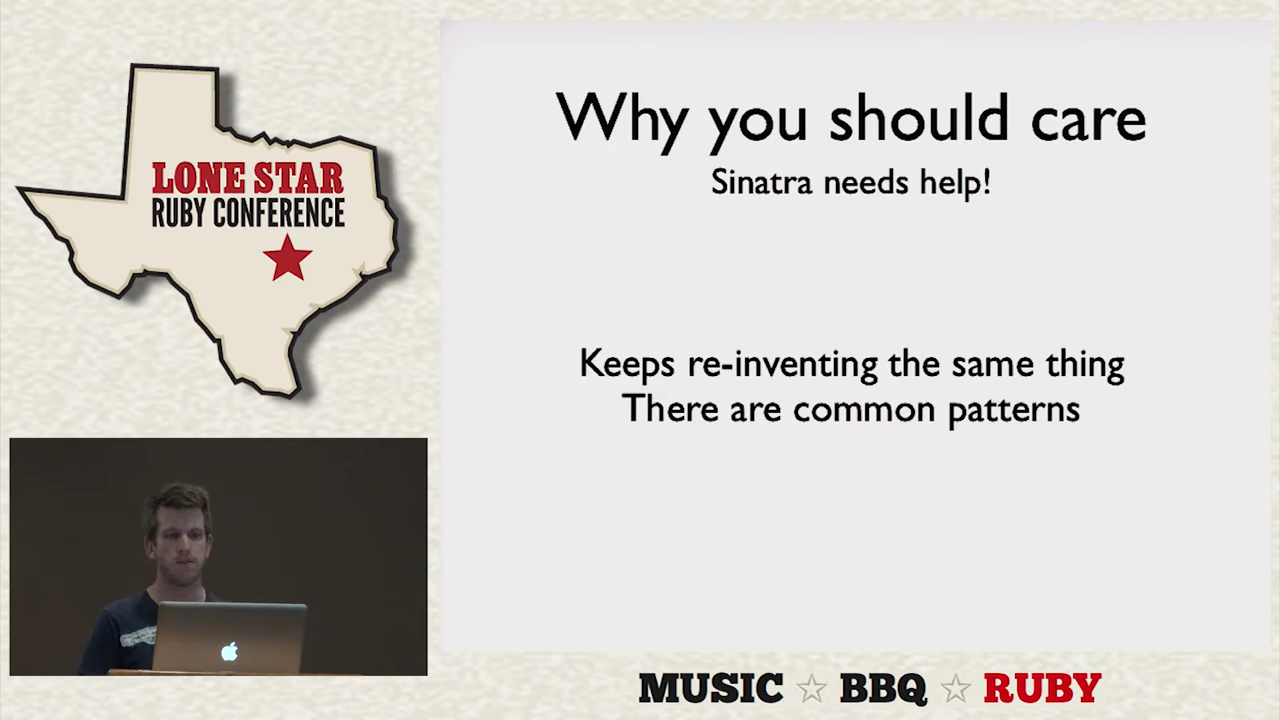 LONE STAR
RUBY CONFERENCE
Why you should care
Sinatra needs help!
Keeps re-inventing the same thing
There are common patterns
MUSIC ☆ BBQ ☆ RUBY